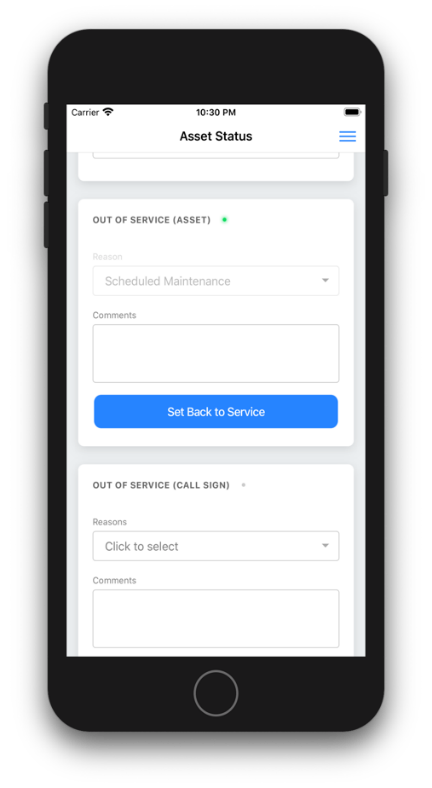 Carrier
10:30 PM
Asset Status
OUT OF SERVICE (ASSET)
Reason
Scheduled Maintenance
Comments
Set Back to Service
OUT OF SERVICE (CALL SIGN)
Reasons
Click to select
Comments